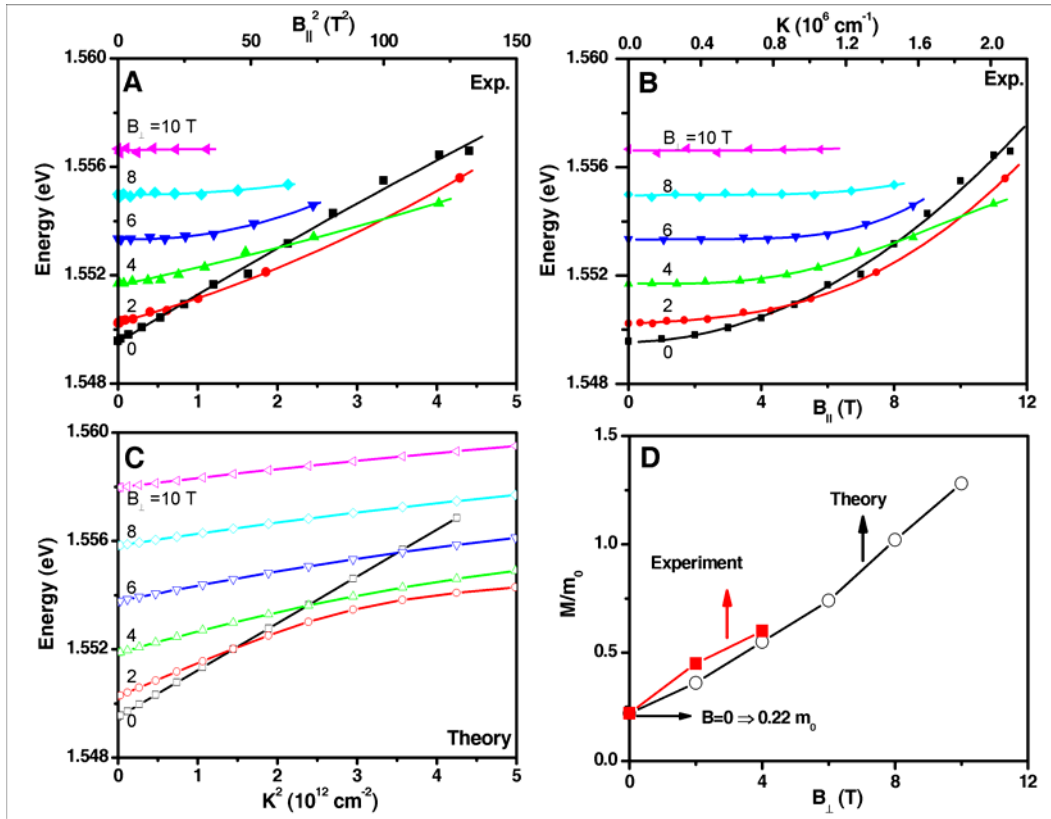 B||² (T²)
0 50 100 150
1.560
1.556
1.552
1.548
Energy (eV)
A
Exp.
B⊥ =10 T
8
6
4
2
0
0 1 2 3 4 5
K (10⁶ cm⁻¹)
0.0 0.4 0.8 1.2 1.6 2.0
1.560
1.556
1.552
1.548
Energy (eV)
B
Exp.
B⊥=10 T
8
6
4
2
0
0 4 8 12
B|| (T)
1.560
1.556
1.552
1.548
Energy (eV)
C
B⊥=10 T
8
6
4
2
0
Theory
0 1 2 3 4 5
K² (10¹² cm⁻²)
1.5
1.0
0.5
0.0
M/m₀
D
Theory
Experiment
B=0 ⇒ 0.22 m₀
0 4 8 12
B⊥ (T)